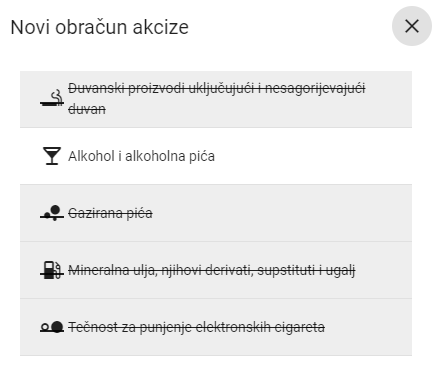 Novi obračun akcize
Duvanski proizvodi uključujući i nesagorijevajući
duvan
Alkohol i alkoholna pića
Gazirana pića
Mineralna ulja, njihovi derivati, supstituti i ugalj
Tečnost za punjenje elektronskih cigareta